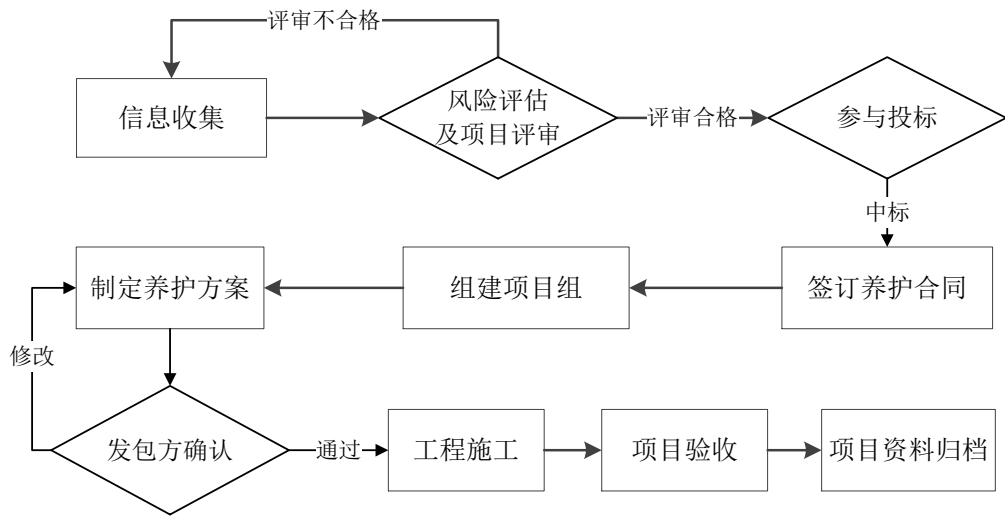 评审不合格
信息收集
风险评估
及项目评审
评审合格
参与投标
中标
制定养护方案
组建项目组
签订养护合同
修改
发包方确认
通过
工程施工
项目验收
项目资料归档